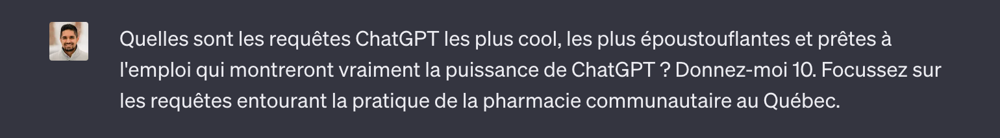 Quelles sont les requêtes ChatGPT les plus cool, les plus époustouflantes et prêtes à
l'emploi qui montreront vraiment la puissance de ChatGPT ? Donnez-moi 10. Focussez sur
les requêtes entourant la pratique de la pharmacie communautaire au Québec.